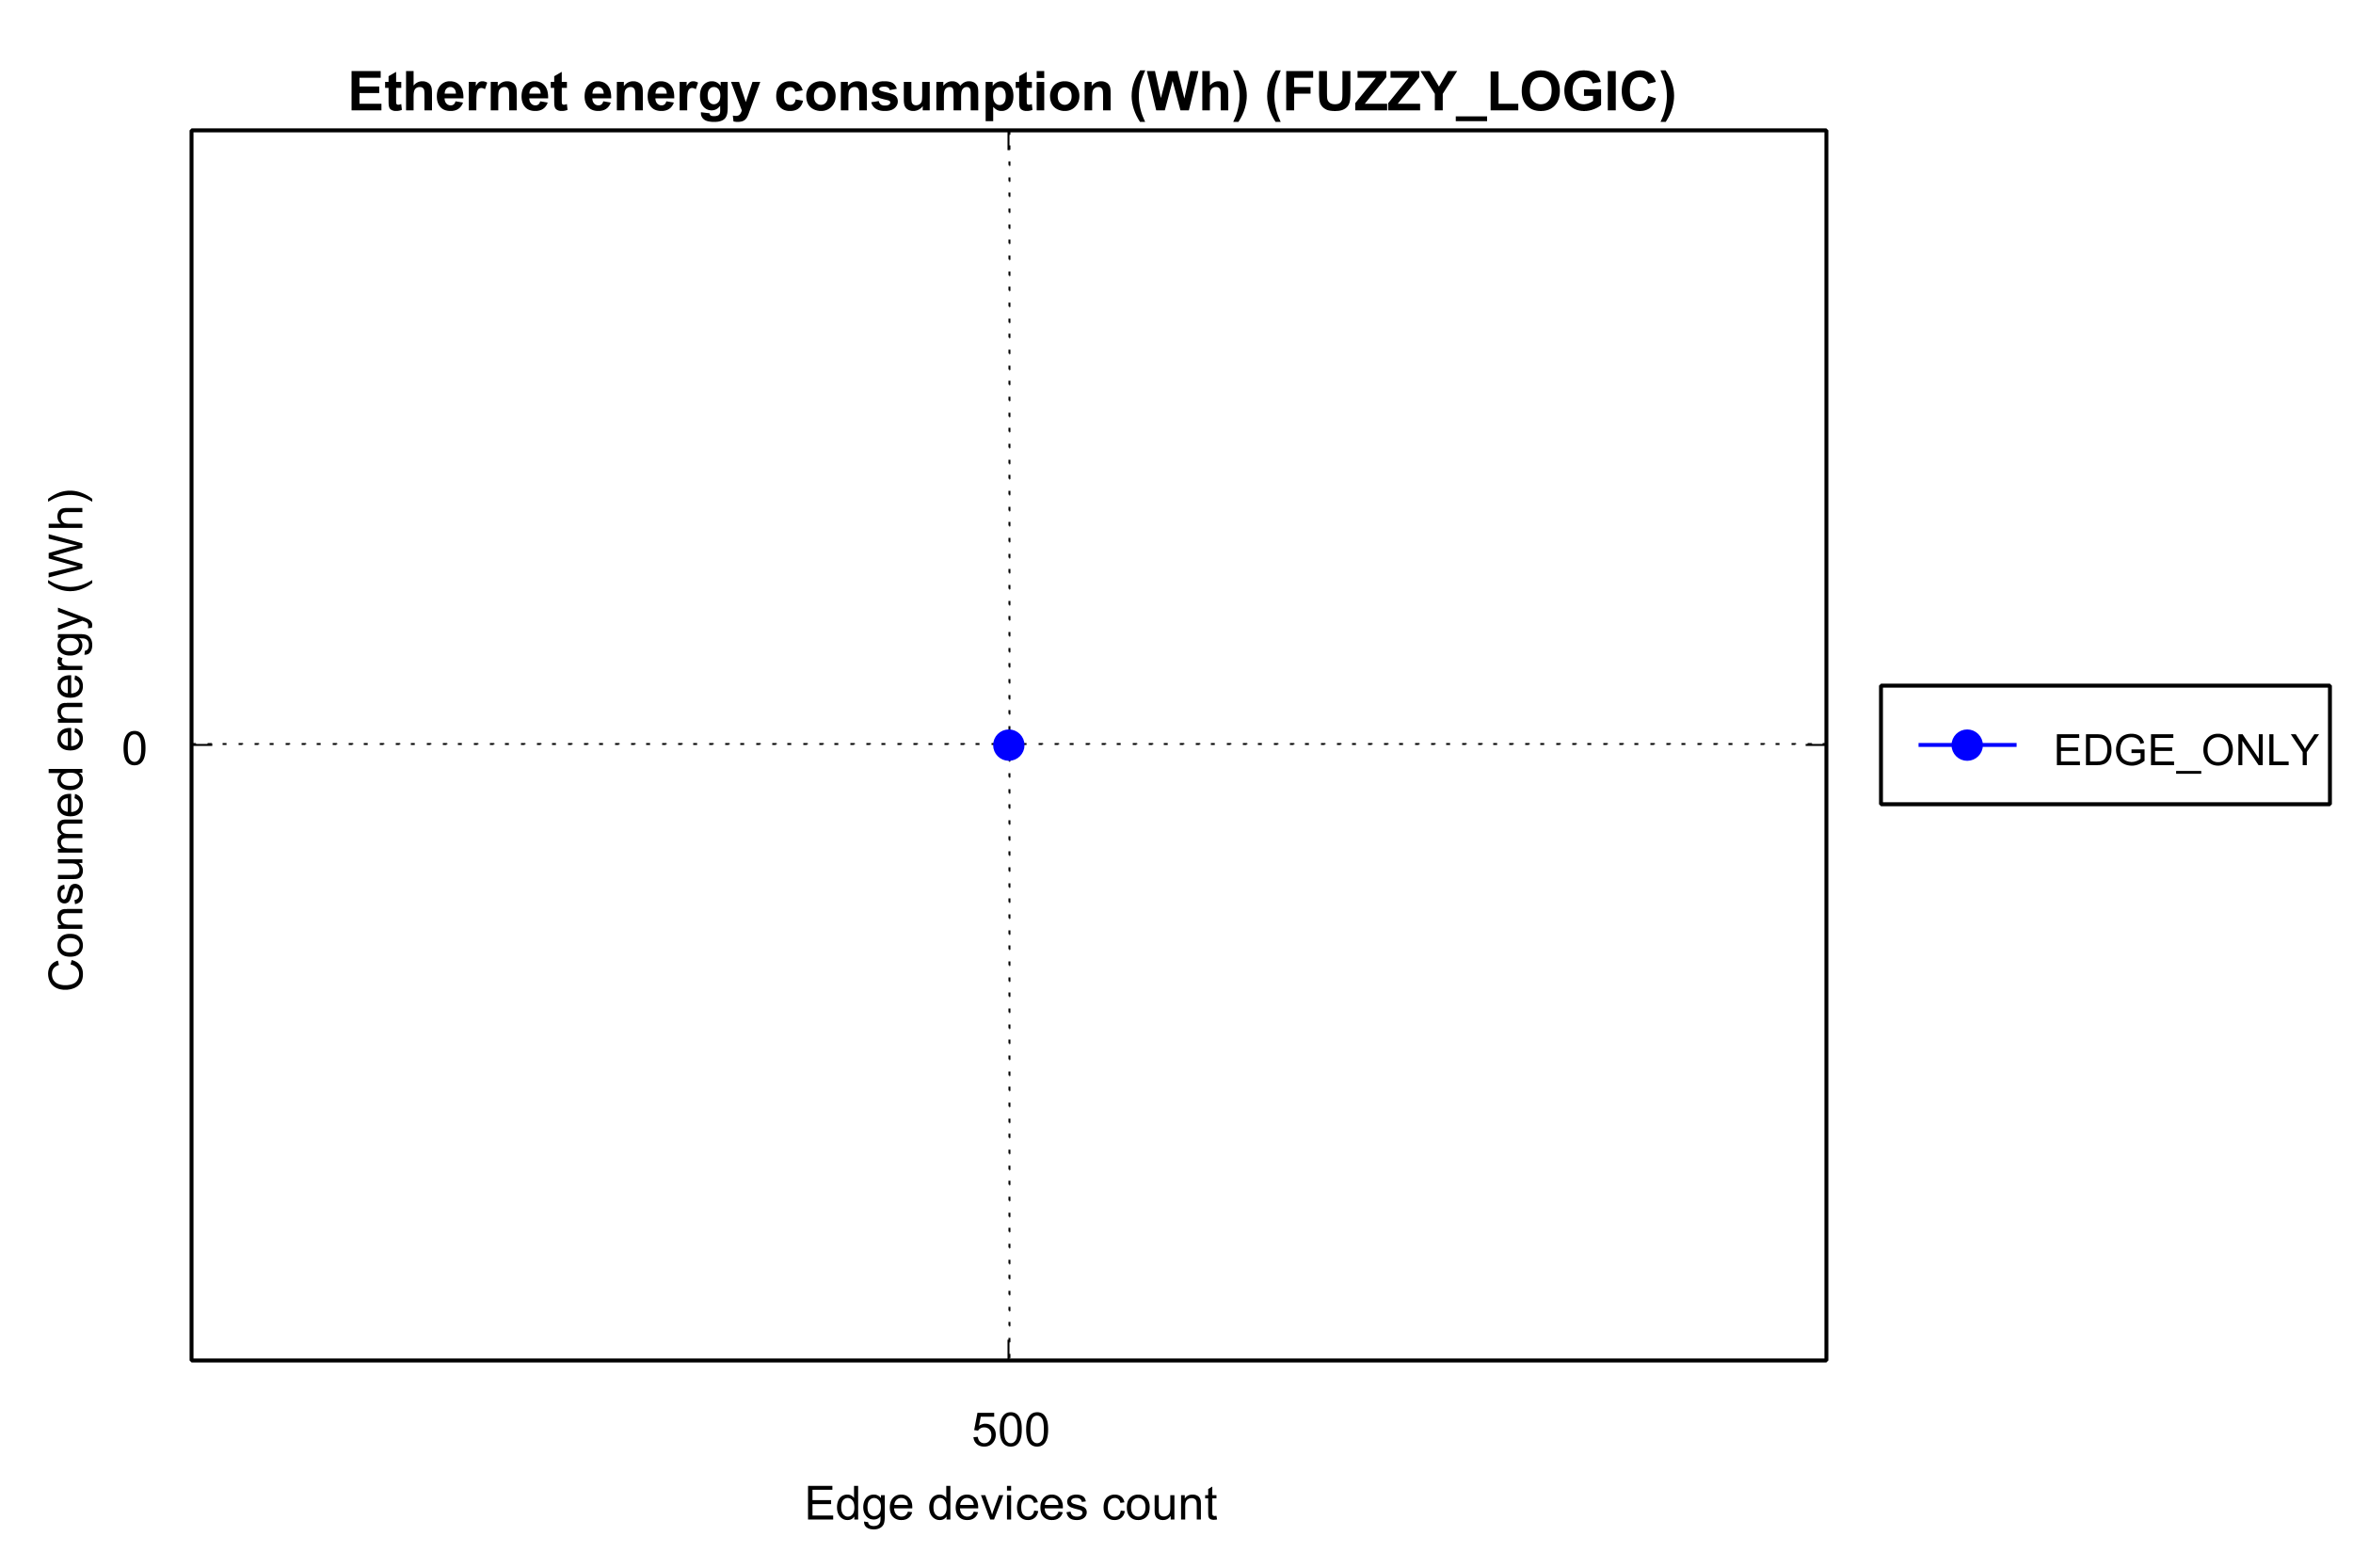 Ethernet energy consumption (Wh) (FUZZY_LOGIC)
Consumed energy (Wh)
0
EDGE_ONLY
500
Edge devices count